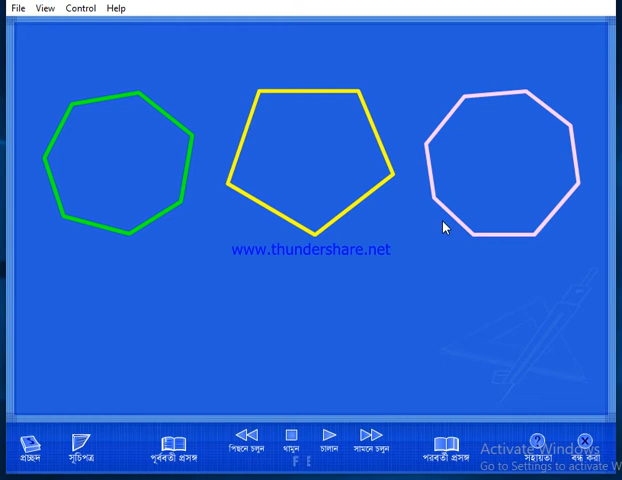 File View Control Help
www.thundershare.net
প্রচ্ছদ সূচিপত্র পূর্ববর্তী প্রসঙ্গ পিছনে চলুন থামুন চালান সামনে চলুন পরবর্তী প্রসঙ্গ সহায়তা বন্ধ করা
Activate Windows
Go to Settings to activate W